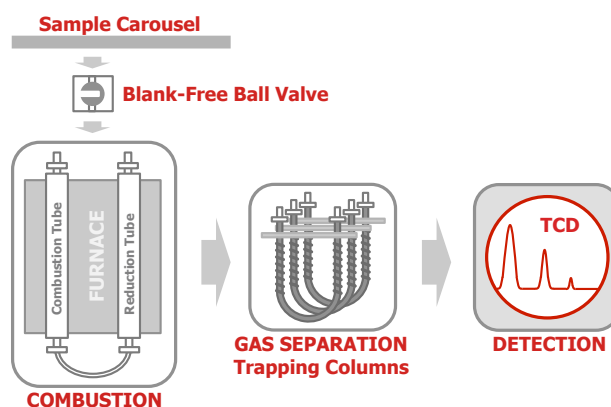 Sample Carousel
Blank-Free Ball Valve
Combustion Tube
FURNACE
Reduction Tube
TCD
GAS SEPARATION
Trapping Columns
DETECTION
COMBUSTION